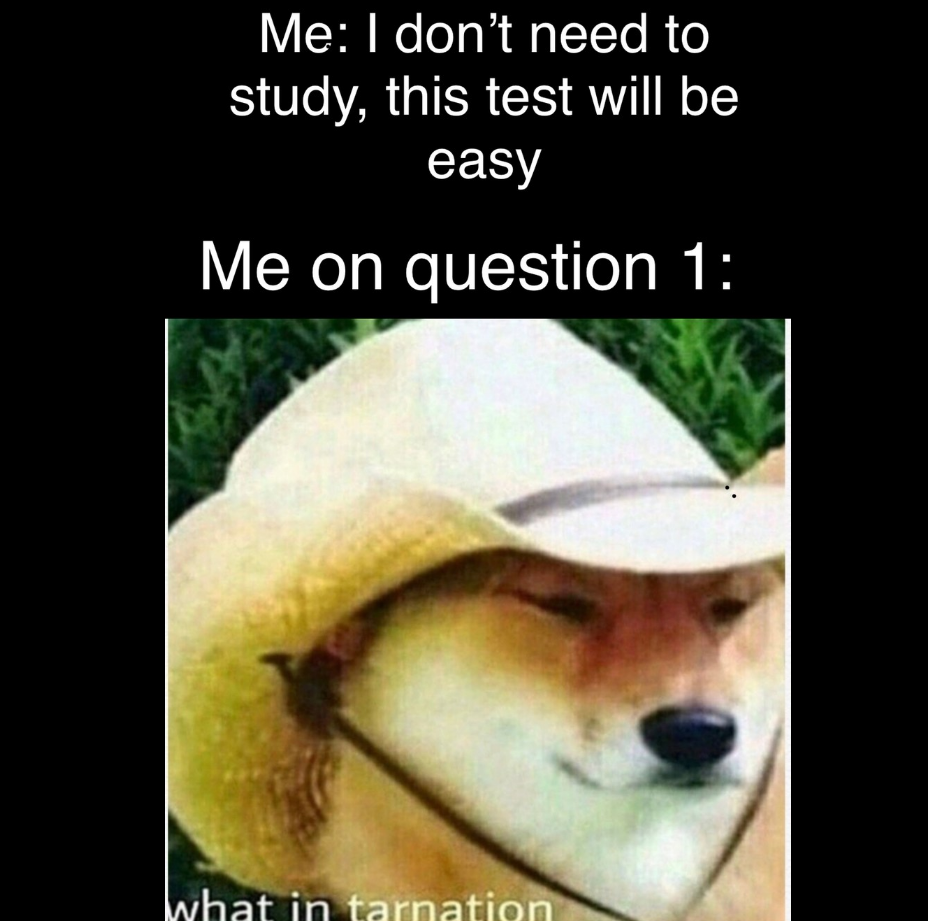 Me: I don’t need to
study, this test will be
easy
Me on question 1:
what in tarnation